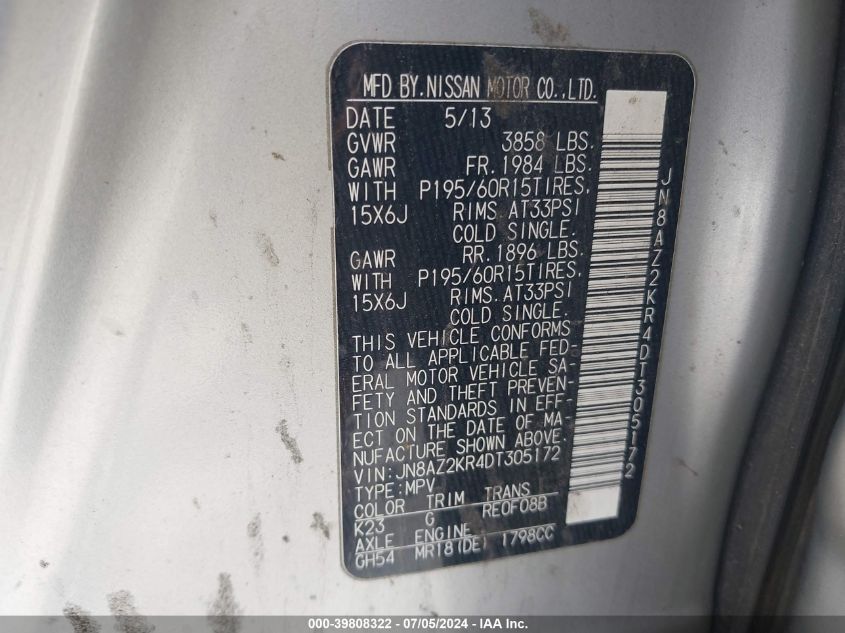 MFD BY.NISSAN MOTOR CO.,LTD.
DATE 5/13
GVWR 3858 LBS.
GAWR FR. 1984 LBS.
WITH P195/60R15TIRES.
15X6J RIMS. AT33PSI
COLD SINGLE.
GAWR RR. 1896 LBS.
WITH P195/60R15TIRES.
15X6J RIMS. AT33PSI
COLD SINGLE.
THIS VEHICLE CONFORMS
TO ALL APPLICABLE FED-
ERAL MOTOR VEHICLE SA-
FETY AND THEFT PREVEN-
TION STANDARDS IN EFF-
ECT ON THE DATE OF MA-
NUFACTURE SHOWN ABOVE.
VIN:JN8AZ2KR4DT305172
TYPE:MPV
COLOR TRIM TRANS
K23 G RE0F08B
AXLE ENGINE
GH54 MR18(DE) 1798CC
JN8AZ2KR4DT305172
000-39808322 - 07/05/2024 - IAA Inc.